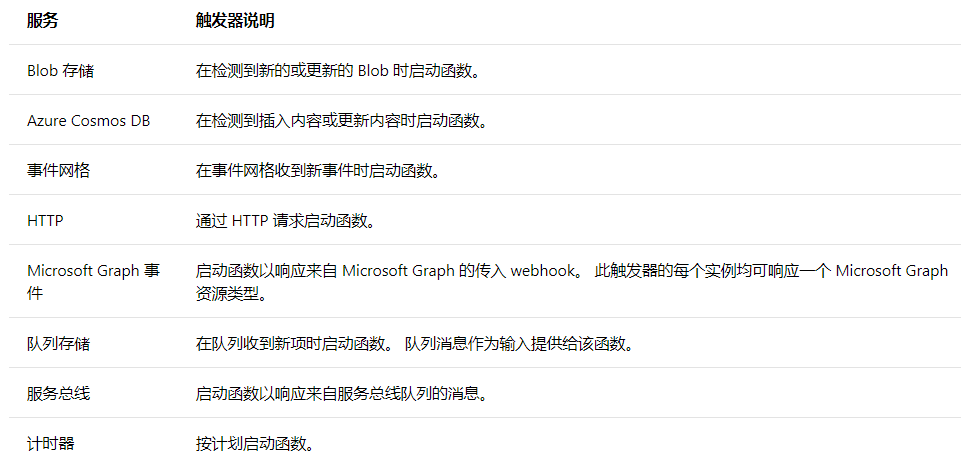 服务 触发器说明
Blob 存储 在检测到新的或更新的 Blob 时启动函数。
Azure Cosmos DB 在检测到插入内容或更新内容时启动函数。
事件网格 在事件网格收到新事件时启动函数。
HTTP 通过 HTTP 请求启动函数。
Microsoft Graph 事 启动函数以响应来自 Microsoft Graph 的传入 webhook。 此触发器的每个实例均可响应一个 Microsoft Graph
件 资源类型。
队列存储 在队列收到新项时启动函数。 队列消息作为输入提供给该函数。
服务总线 启动函数以响应来自服务总线队列的消息。
计时器 按计划启动函数。